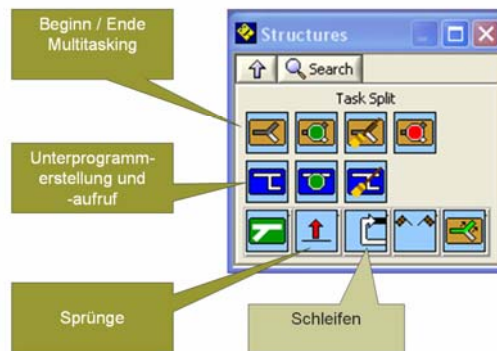 Beginn / Ende
Multitasking
Structures
Search
Task Split
Unterprogramm-
erstellung und
-aufruf
Sprünge
Schleifen